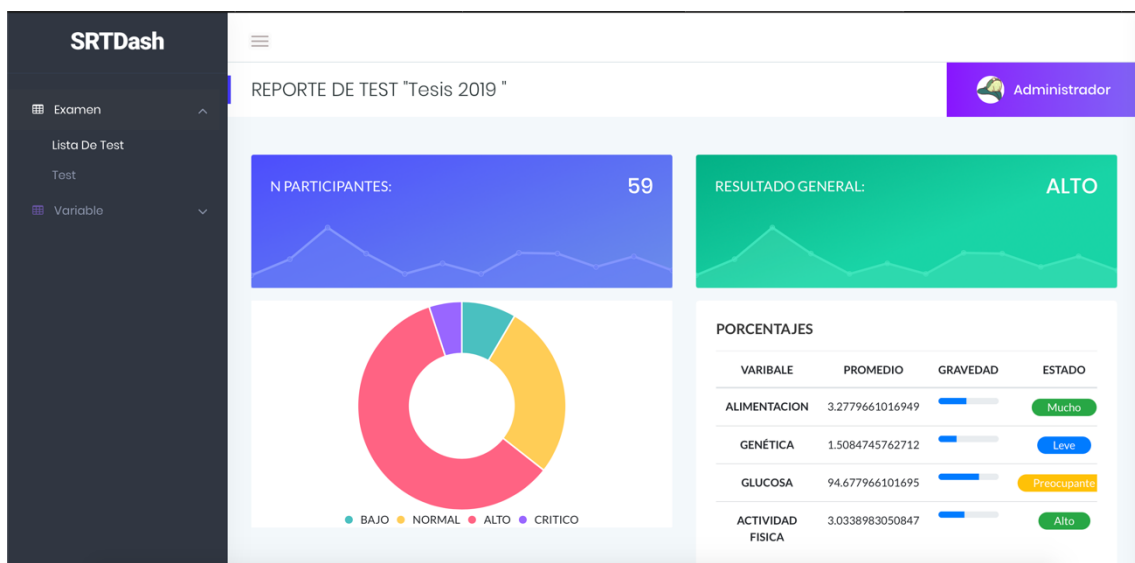 SRTDash
Examen
Lista De Test
Test
Variable
REPORTE DE TEST "Tesis 2019 "
Administrador
N PARTICIPANTES:
59
RESULTADO GENERAL:
ALTO
BAJO
NORMAL
ALTO
CRITICO
PORCENTAJES
VARIBALE PROMEDIO GRAVEDAD ESTADO
ALIMENTACION 3.2779661016949 Mucho
GENÉTICA 1.5084745762712 Leve
GLUCOSA 94.677966101695 Preocupante
ACTIVIDAD 3.0338983050847 Alto
FISICA